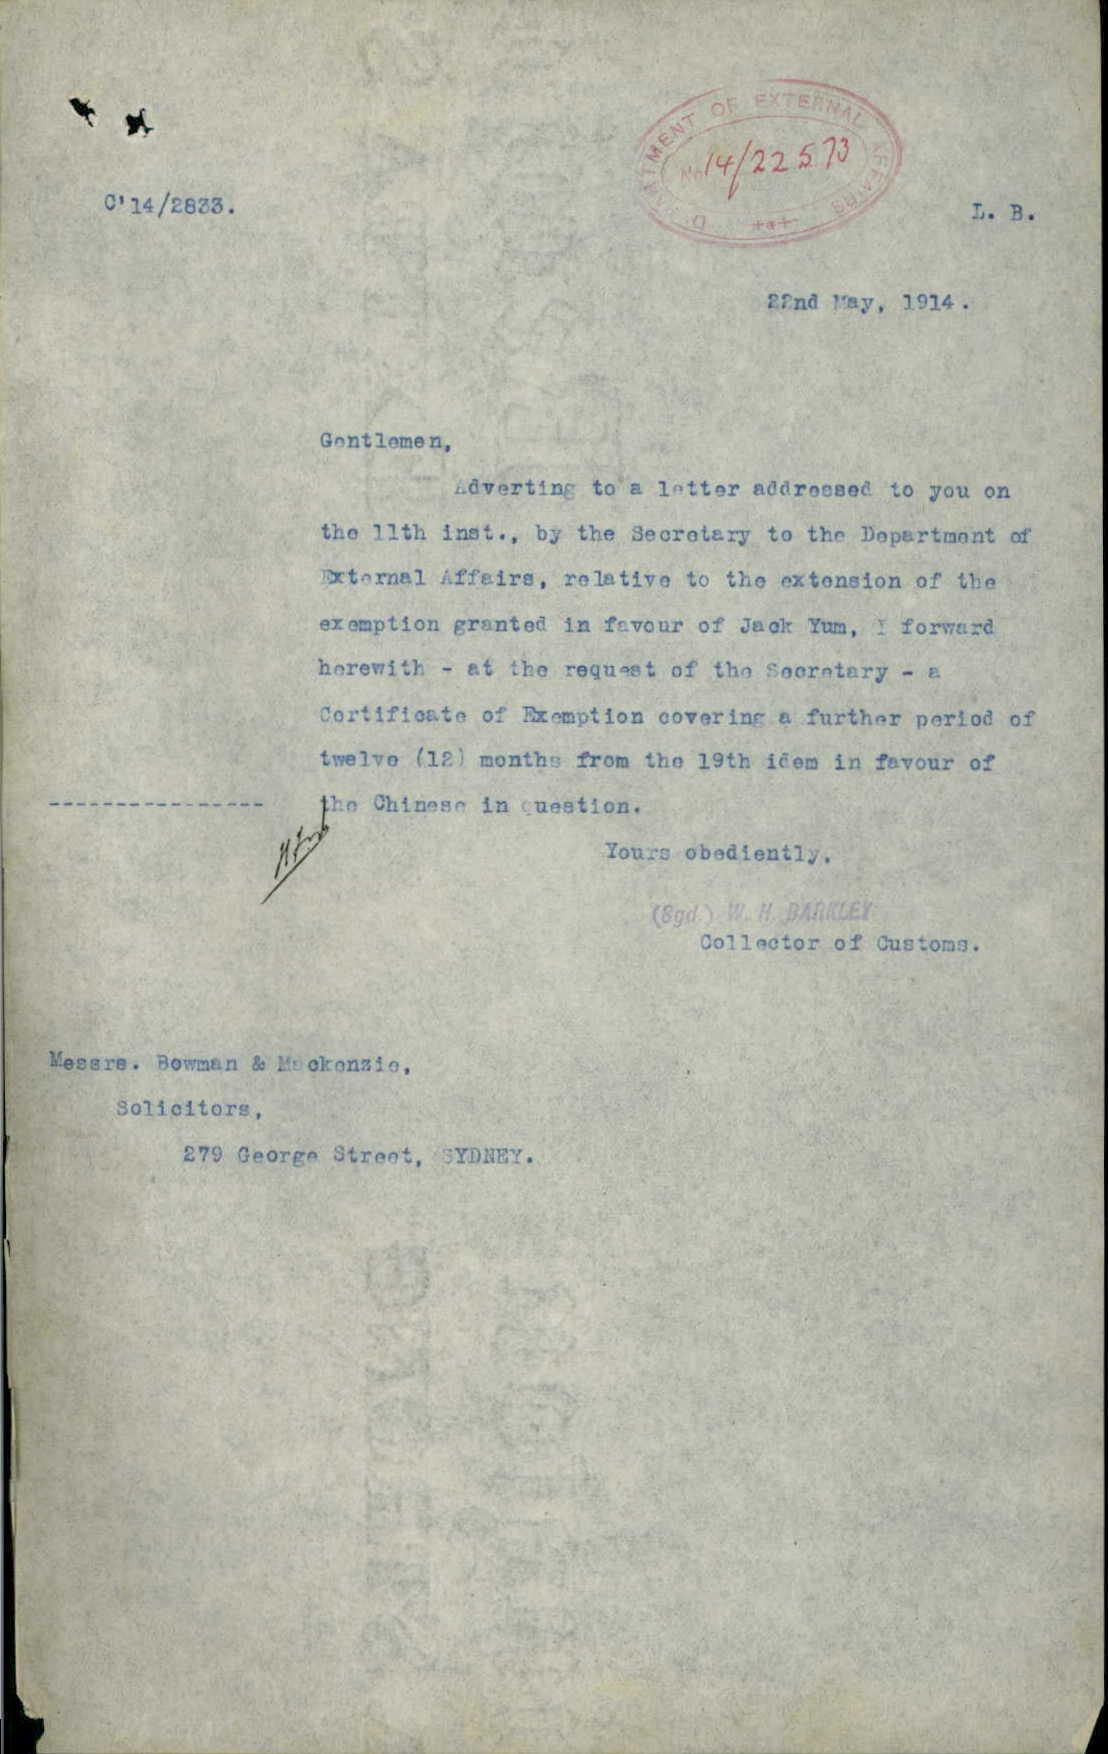 DEPARTMENT OF EXTERNAL AFFAIRS
No 14/22573
C'14/2833.
L. B.
22nd May, 1914.
Gentlemen,
Adverting to a letter addressed to you on
the 11th inst., by the Secretary to the Department of
External Affairs, relative to the extension of the
exemption granted in favour of Jack Yum, I forward
herewith - at the request of the Secretary - a
Certificate of Exemption covering a further period of
twelve (12) months from the 19th idem in favour of
the Chinese in question.
Yours obediently,
(Sgd.) W. H. BARKLEY
Collector of Customs.
Messrs. Bowman & Mackenzie,
Solicitors,
279 George Street, SYDNEY.